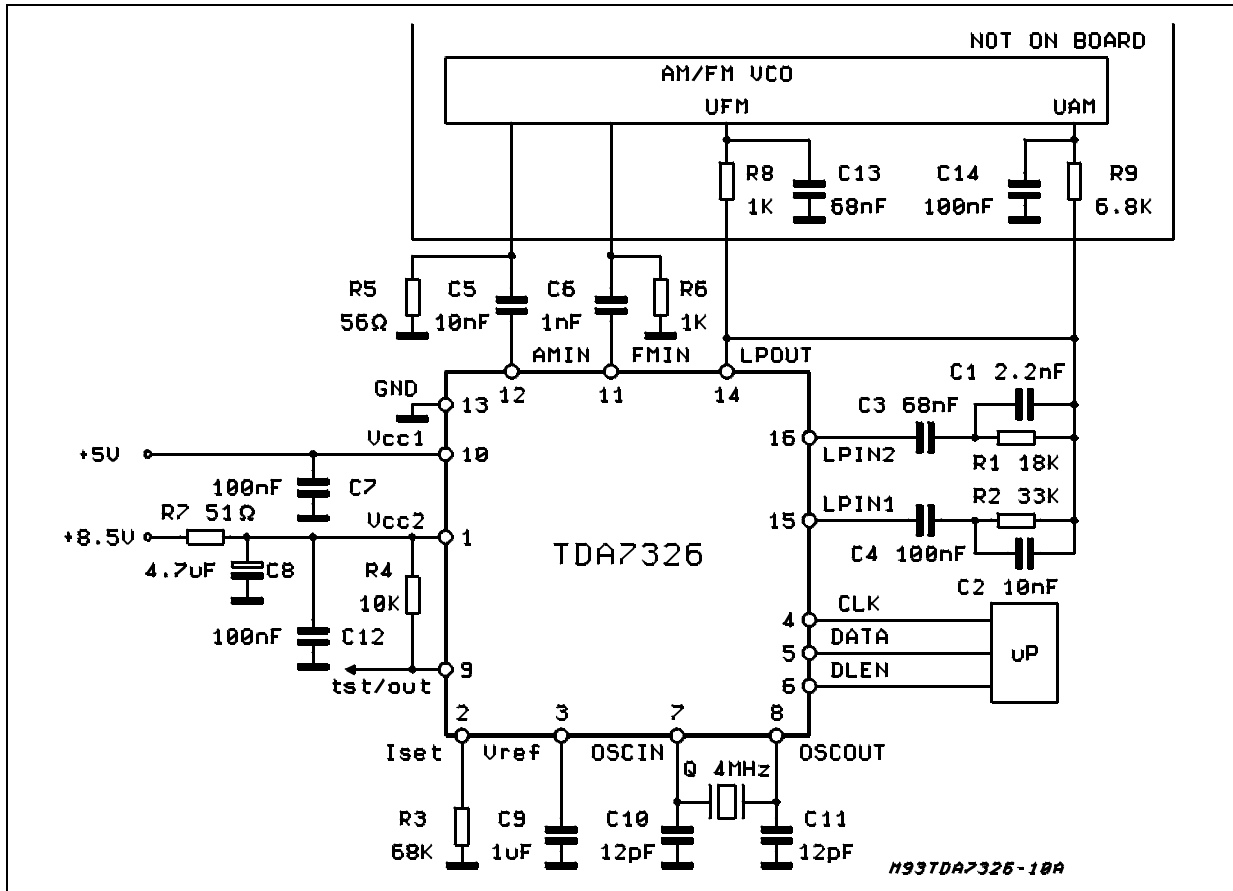 NOT ON BOARD
AM/FM VCO
UFM
UAM
R8
1K
C13
68nF
C14
100nF
R9
6.8K
R5
56Ω
C5
10nF
C6
1nF
R6
1K
AMIN
FMIN
LPOUT
12
11
14
GND
13
Vcc1
10
+5V
100nF
C7
R7 51Ω
Vcc2
1
+8.5V
4.7uF
C8
R4
10K
100nF
C12
9
tst/out
TDA7326
C1 2.2nF
C3 68nF
16
LPIN2
R1 18K
R2 33K
LPIN1
15
C4 100nF
C2 10nF
CLK
4
DATA
5
DLEN
6
uP
2
3
7
8
Iset
Vref
OSCIN
OSCOUT
Q 4MHz
R3
68K
C9
1uF
C10
12pF
C11
12pF
M93TDA7326-10A